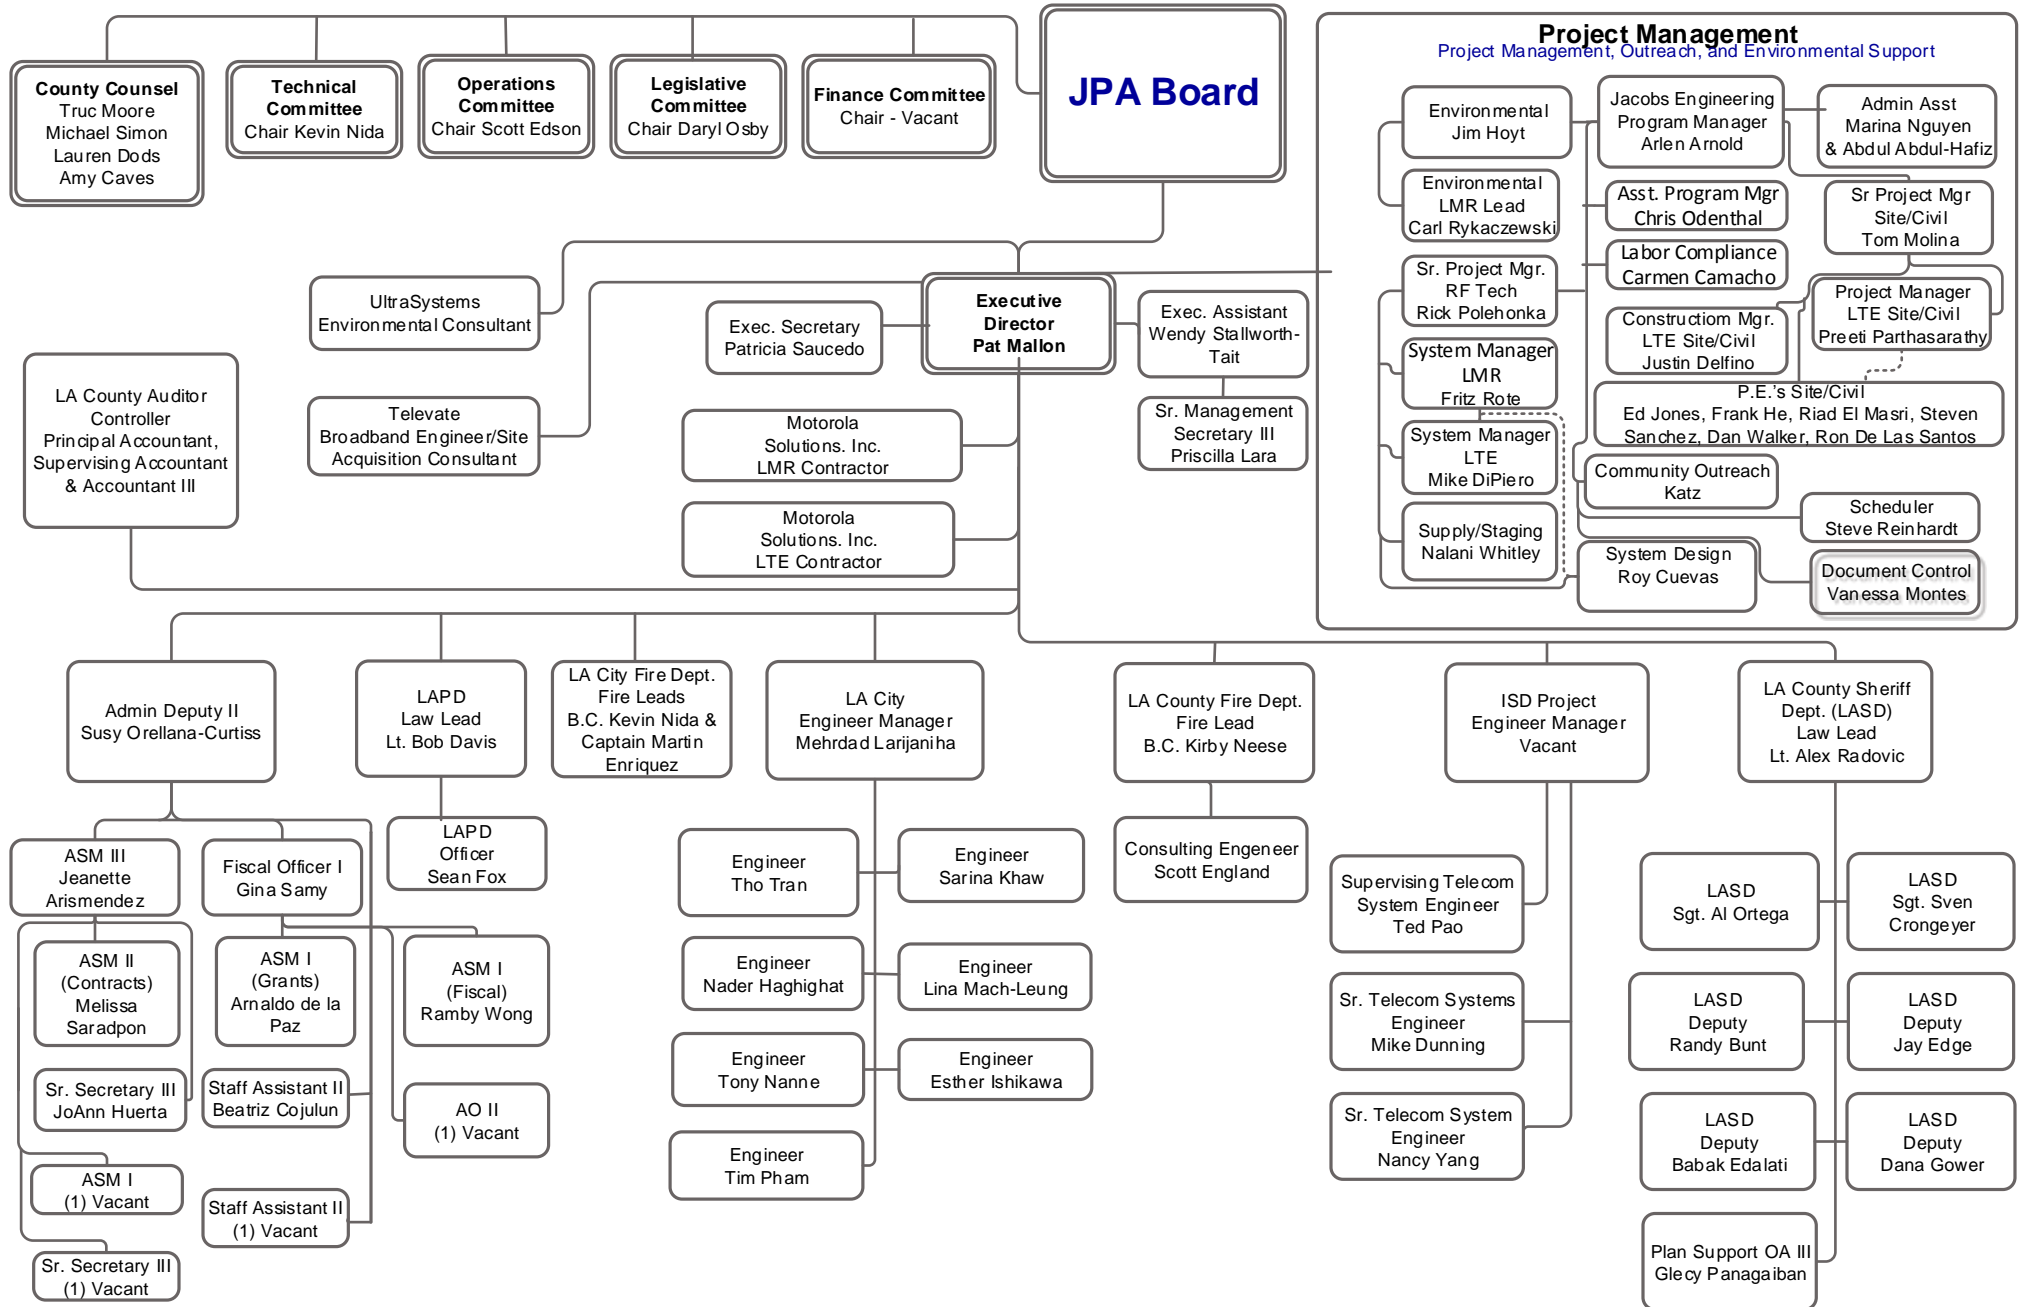 JPA Board
County Counsel
Truc Moore
Michael Simon
Lauren Dods
Amy Caves
Technical
Committee
Chair Kevin Nida
Operations
Committee
Chair Scott Edson
Legislative
Committee
Chair Daryl Osby
Finance Committee
Chair - Vacant
Project Management
Project Management, Outreach, and Environmental Support
Environmental
Jim Hoyt
Jacobs Engineering
Program Manager
Arlen Arnold
Admin Asst
Marina Nguyen
& Abdul Abdul-Hafiz
Environmental
LMR Lead
Carl Rykaczewski
Asst. Program Mgr
Chris Odenthal
Sr Project Mgr
Site/Civil
Tom Molina
Labor Compliance
Carmen Camacho
Sr. Project Mgr.
RF Tech
Rick Polehonka
Project Manager
LTE Site/Civil
Preeti Parthasarathy
Constructiom Mgr.
LTE Site/Civil
Justin Delfino
System Manager
LMR
Fritz Rote
P.E.'s Site/Civil
Ed Jones, Frank He, Riad El Masri, Steven
Sanchez, Dan Walker, Ron De Las Santos
System Manager
LTE
Mike DiPiero
Community Outreach
Katz
Scheduler
Steve Reinhardt
Supply/Staging
Nalani Whitley
System Design
Roy Cuevas
Document Control
Vanessa Montes
UltraSystems
Environmental Consultant
Exec. Secretary
Patricia Saucedo
Executive
Director
Pat Mallon
Exec. Assistant
Wendy Stallworth-
Tait
LA County Auditor
Controller
Principal Accountant,
Supervising Accountant
& Accountant III
Televate
Broadband Engineer/Site
Acquisition Consultant
Motorola
Solutions. Inc.
LMR Contractor
Sr. Management
Secretary III
Priscilla Lara
Motorola
Solutions. Inc.
LTE Contractor
Admin Deputy II
Susy Orellana-Curtiss
LAPD
Law Lead
Lt. Bob Davis
LA City Fire Dept.
Fire Leads
B.C. Kevin Nida &
Captain Martin
Enriquez
LA City
Engineer Manager
Mehrdad Larijaniha
LA County Fire Dept.
Fire Lead
B.C. Kirby Neese
ISD Project
Engineer Manager
Vacant
LA County Sheriff
Dept. (LASD)
Law Lead
Lt. Alex Radovic
ASM III
Jeanette
Arismendez
Fiscal Officer I
Gina Samy
LAPD
Officer
Sean Fox
Engineer
Tho Tran
Engineer
Sarina Khaw
Consulting Engeneer
Scott England
Supervising Telecom
System Engineer
Ted Pao
LASD
Sgt. Al Ortega
LASD
Sgt. Sven
Crongeyer
ASM II
(Contracts)
Melissa
Saradpon
ASM I
(Grants)
Arnaldo de la
Paz
ASM I
(Fiscal)
Ramby Wong
Engineer
Nader Haghighat
Engineer
Lina Mach-Leung
Sr. Telecom Systems
Engineer
Mike Dunning
LASD
Deputy
Randy Bunt
LASD
Deputy
Jay Edge
Sr. Secretary III
JoAnn Huerta
Staff Assistant II
Beatriz Cojulun
AO II
(1) Vacant
Engineer
Tony Nanne
Engineer
Esther Ishikawa
Sr. Telecom System
Engineer
Nancy Yang
LASD
Deputy
Babak Edalati
LASD
Deputy
Dana Gower
ASM I
(1) Vacant
Staff Assistant II
(1) Vacant
Engineer
Tim Pham
Sr. Secretary III
(1) Vacant
Plan Support OA III
Glecy Panagaiban